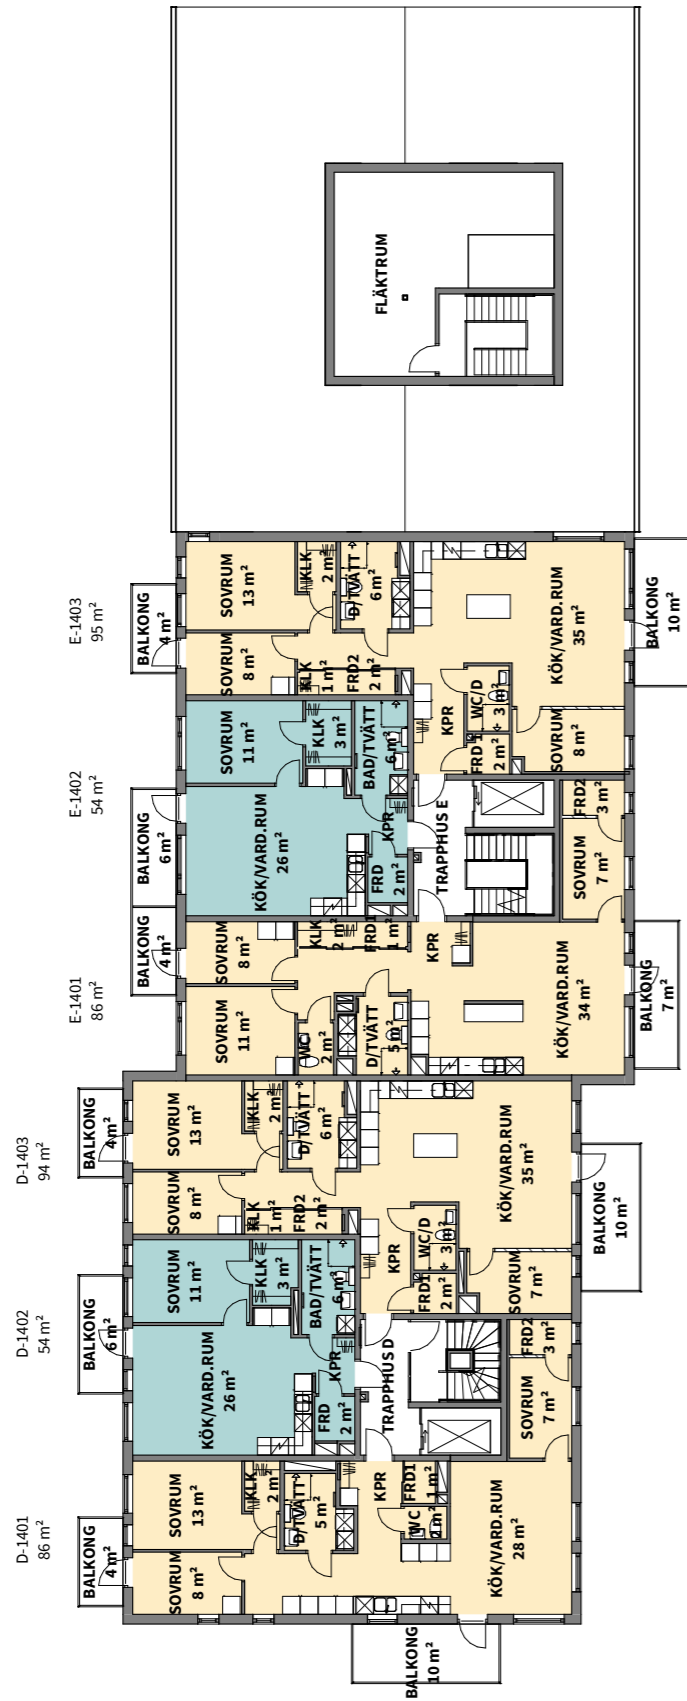 FLÄKTRUM
E-1403
95 m²
BALKONG
4 m²
SOVRUM
13 m²
KLK
2 m²
D/TVÄTT
6 m²
SOVRUM
8 m²
KLK
1 m²
FRD2
2 m²
KÖK/VARD.RUM
35 m²
BALKONG
10 m²
KPR
WC/D
3 m²
FRD 1
2 m²
SOVRUM
8 m²
E-1402
54 m²
BALKONG
6 m²
SOVRUM
11 m²
KLK
3 m²
BAD/TVÄTT
6 m²
KÖK/VARD.RUM
26 m²
KPR
FRD
2 m²
TRAPPHUS E
FRD2
3 m²
SOVRUM
7 m²
E-1401
86 m²
BALKONG
4 m²
SOVRUM
8 m²
KLK
2 m²
FRD1
1 m²
KPR
SOVRUM
11 m²
WC
2 m²
D/TVÄTT
5 m²
KÖK/VARD.RUM
34 m²
BALKONG
7 m²
D-1403
94 m²
BALKONG
4 m²
SOVRUM
13 m²
KLK
2 m²
D/TVÄTT
6 m²
SOVRUM
8 m²
KLK
1 m²
FRD2
2 m²
KÖK/VARD.RUM
35 m²
BALKONG
10 m²
KPR
WC/D
3 m²
FRD1
2 m²
SOVRUM
7 m²
D-1402
54 m²
BALKONG
6 m²
SOVRUM
11 m²
KLK
3 m²
BAD/TVÄTT
6 m²
KÖK/VARD.RUM
26 m²
KPR
FRD
2 m²
TRAPPHUS D
FRD2
3 m²
SOVRUM
7 m²
D-1401
86 m²
BALKONG
4 m²
SOVRUM
13 m²
KLK
2 m²
D/TVÄTT
5 m²
KPR
FRD1
1 m²
WC
2 m²
SOVRUM
8 m²
KÖK/VARD.RUM
28 m²
BALKONG
10 m²